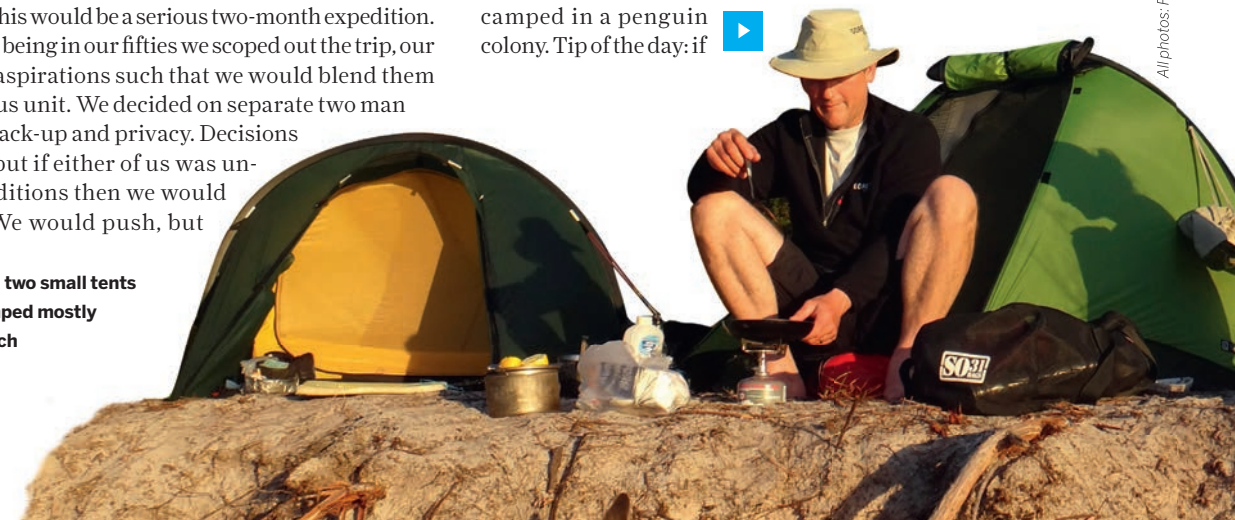 his would be a serious two-month expedition.
being in our fifties we scoped out the trip, our
aspirations such that we would blend them
us unit. We decided on separate two man
ack-up and privacy. Decisions
out if either of us was un-
ditions then we would
We would push, but
two small tents
ped mostly
ch
camped in a penguin
colony. Tip of the day: if
All photos:
SO31
BAGS